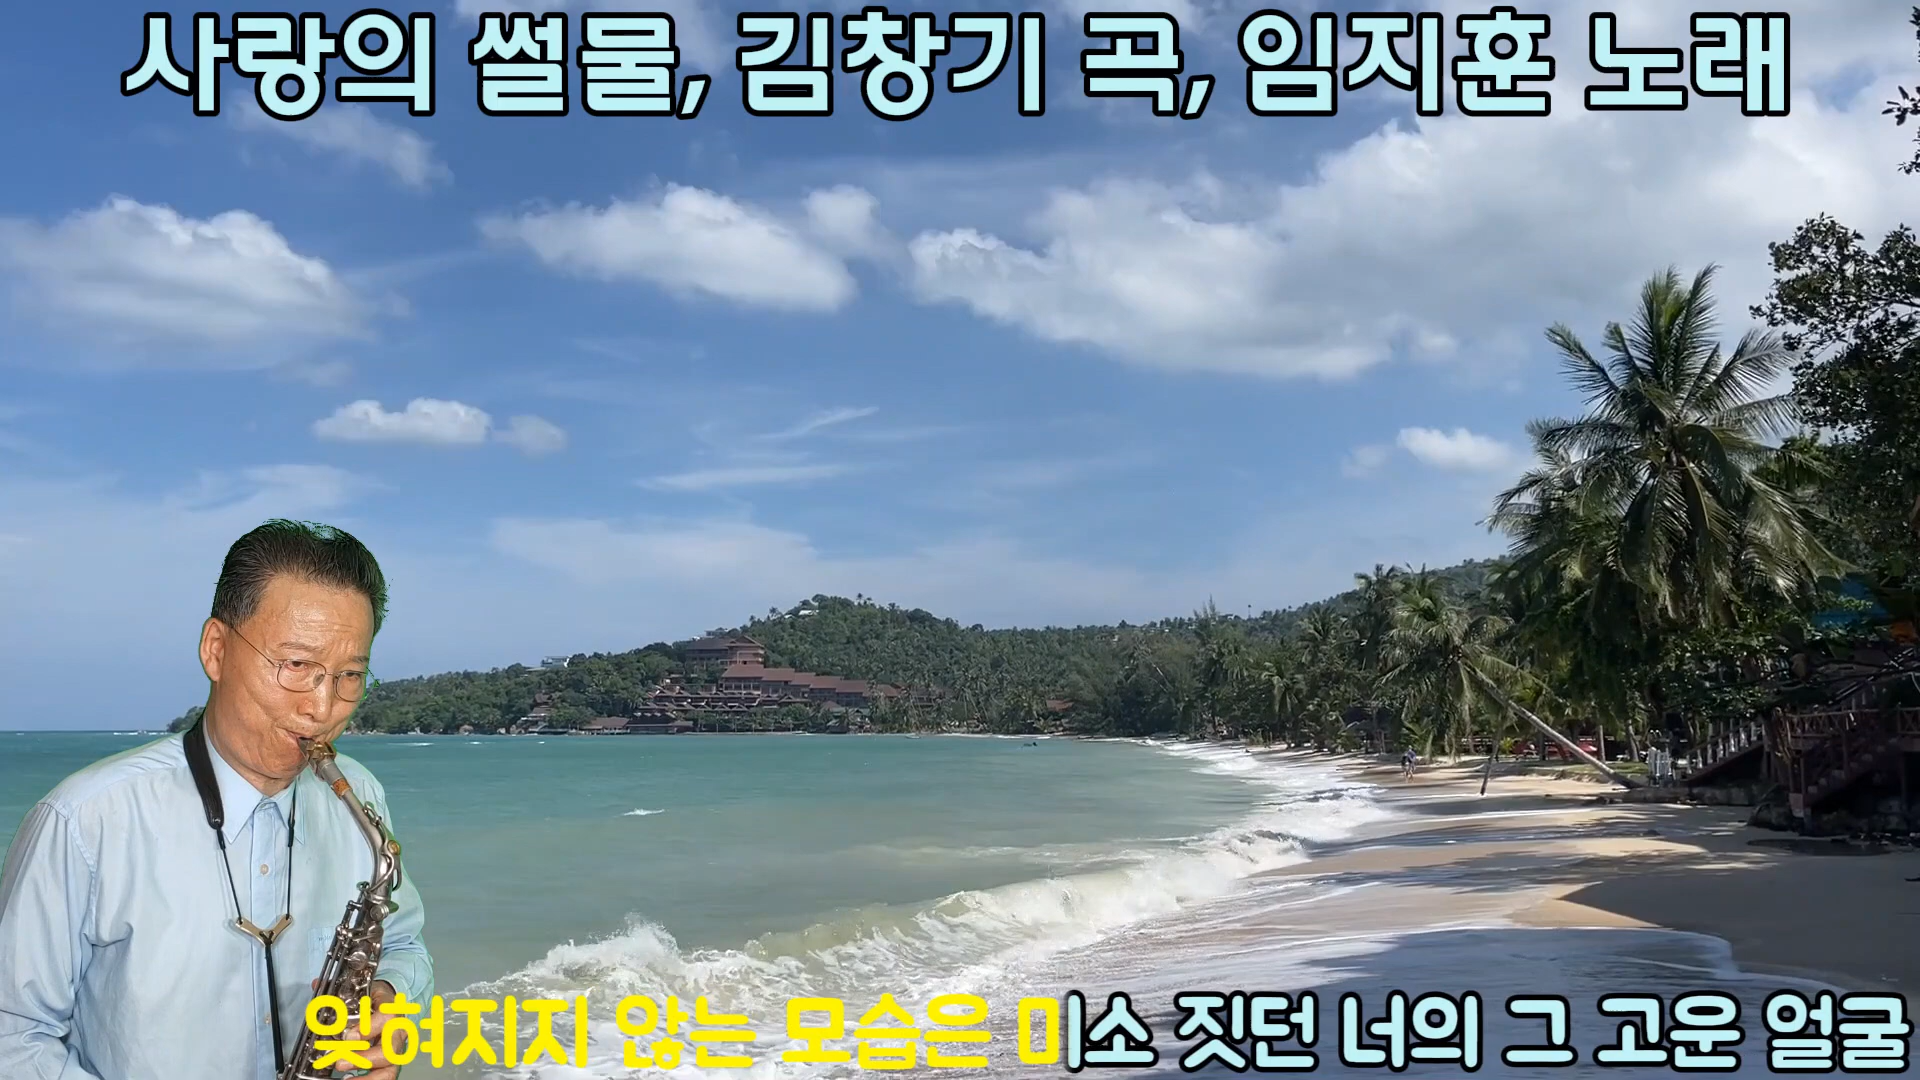 사랑의 썰물, 김창기 곡, 임지훈 노래
잊혀지지 않는 모습은 미소 짓던 너의 그 고운 얼굴